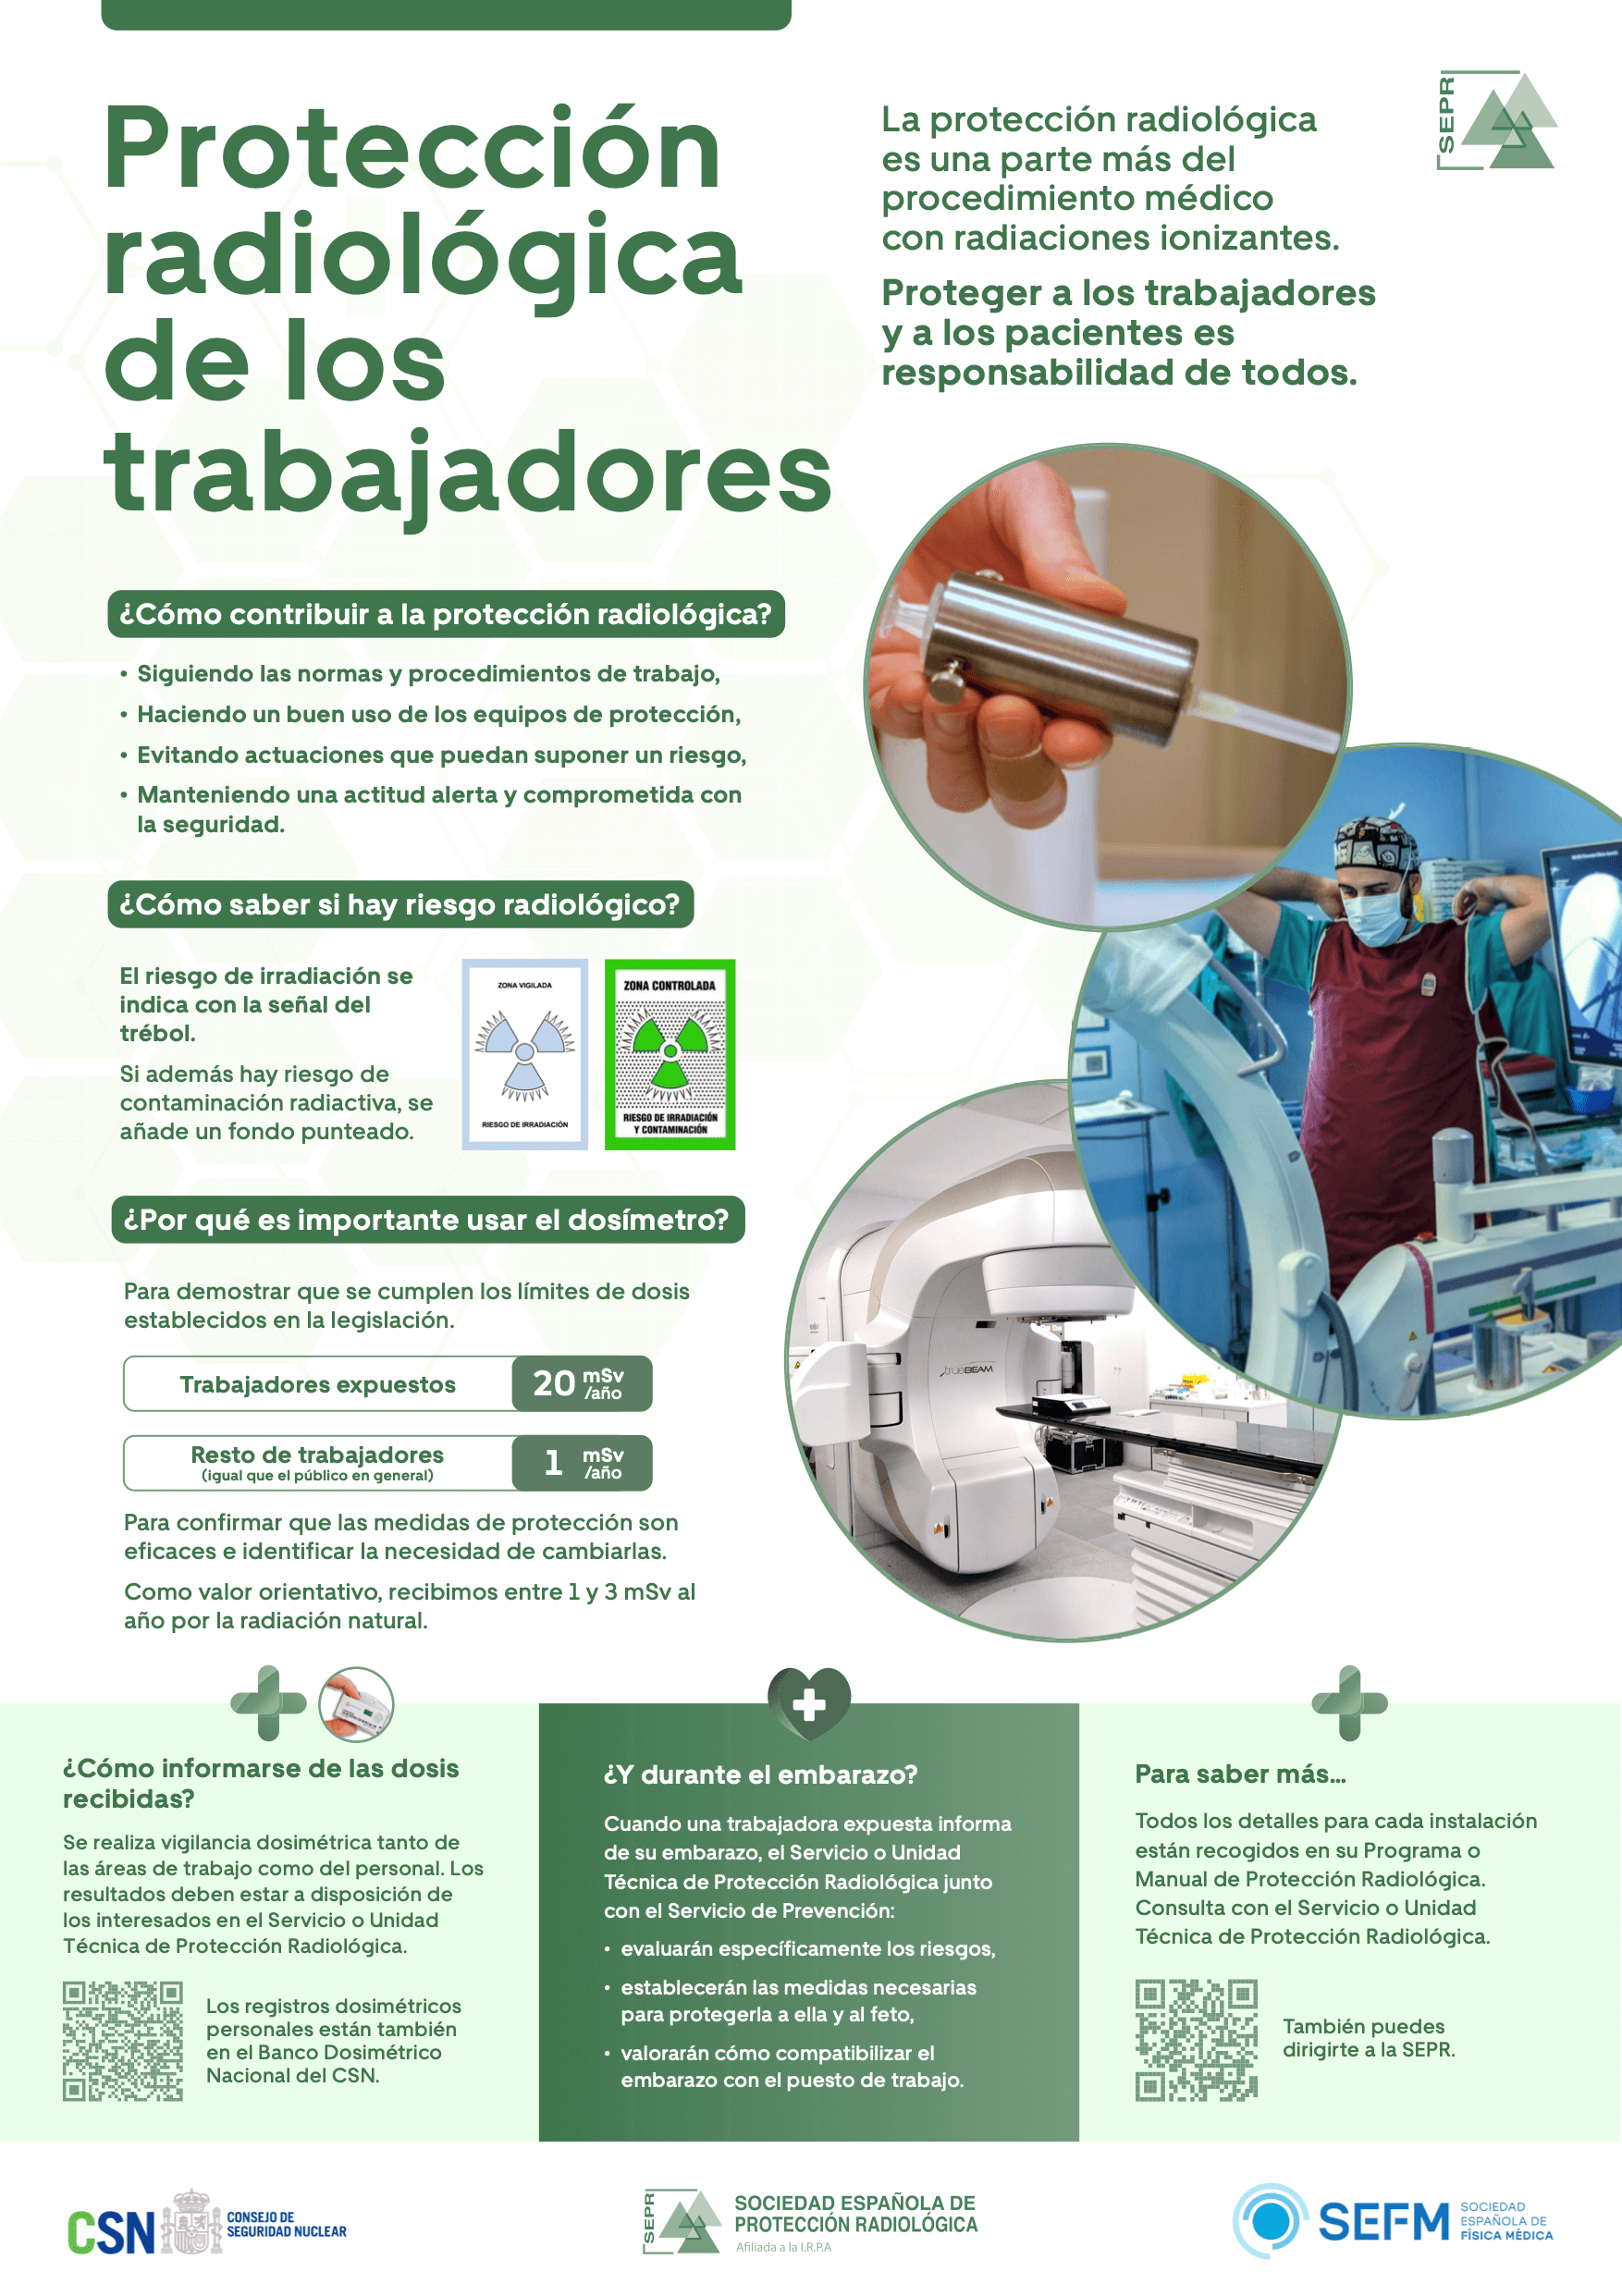 Protección
radiológica
de los
trabajadores
La protección radiológica
es una parte más del
procedimiento médico
con radiaciones ionizantes.
Proteger a los trabajadores
y a los pacientes es
responsabilidad de todos.
SEPR
¿Cómo contribuir a la protección radiológica?
• Siguiendo las normas y procedimientos de trabajo,
• Haciendo un buen uso de los equipos de protección,
• Evitando actuaciones que puedan suponer un riesgo,
• Manteniendo una actitud alerta y comprometida con
la seguridad.
¿Cómo saber si hay riesgo radiológico?
El riesgo de irradiación se
indica con la señal del
trébol.
Si además hay riesgo de
contaminación radiactiva, se
añade un fondo punteado.
ZONA VIGILADA
RIESGO DE IRRADIACIÓN
ZONA CONTROLADA
RIESGO DE IRRADIACIÓN
Y CONTAMINACIÓN
¿Por qué es importante usar el dosímetro?
Para demostrar que se cumplen los límites de dosis
establecidos en la legislación.
Trabajadores expuestos 20 mSv
/año
Resto de trabajadores
(igual que el público en general)
1 mSv
/año
Para confirmar que las medidas de protección son
eficaces e identificar la necesidad de cambiarlas.
Como valor orientativo, recibimos entre 1 y 3 mSv al
año por la radiación natural.
trueBEAM
¿Cómo informarse de las dosis
recibidas?
Se realiza vigilancia dosimétrica tanto de
las áreas de trabajo como del personal. Los
resultados deben estar a disposición de
los interesados en el Servicio o Unidad
Técnica de Protección Radiológica.
Los registros dosimétricos
personales están también
en el Banco Dosimétrico
Nacional del CSN.
¿Y durante el embarazo?
Cuando una trabajadora expuesta informa
de su embarazo, el Servicio o Unidad
Técnica de Protección Radiológica junto
con el Servicio de Prevención:
• evaluarán específicamente los riesgos,
• establecerán las medidas necesarias
para protegerla a ella y al feto,
• valorarán cómo compatibilizar el
embarazo con el puesto de trabajo.
Para saber más...
Todos los detalles para cada instalación
están recogidos en su Programa o
Manual de Protección Radiológica.
Consulta con el Servicio o Unidad
Técnica de Protección Radiológica.
También puedes
dirigirte a la SEPR.
CSN
CONSEJO DE
SEGURIDAD NUCLEAR
SEPR
SOCIEDAD ESPAÑOLA DE
PROTECCIÓN RADIOLÓGICA
Afiliada a la I.R.P.A
SEFM
SOCIEDAD
ESPAÑOLA DE
FÍSICA MÉDICA